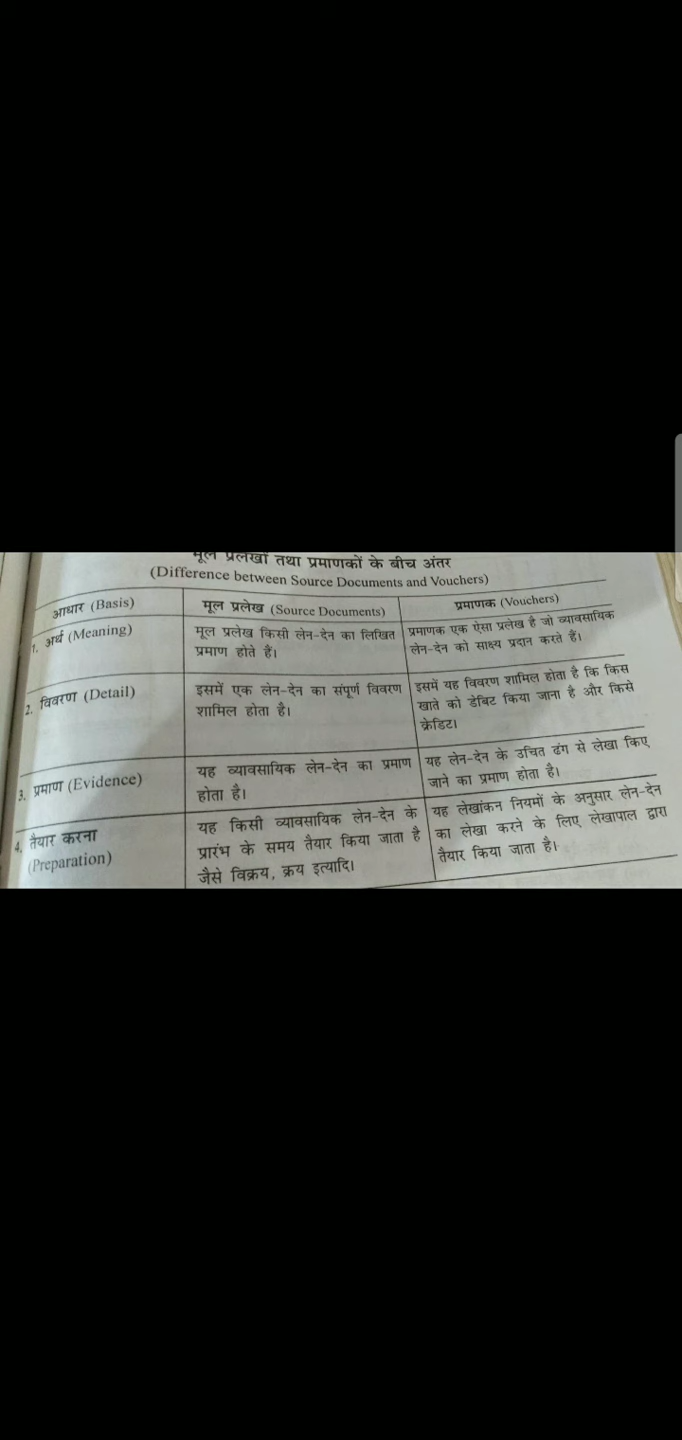 मूल प्रलेखों तथा प्रमाणकों के बीच अंतर
(Difference between Source Documents and Vouchers)
आधार (Basis)
मूल प्रलेख (Source Documents)
प्रमाणक (Vouchers)
1. अर्थ (Meaning)
मूल प्रलेख किसी लेन-देन का लिखित
प्रमाण होते हैं।
प्रमाणक एक ऐसा प्रलेख है जो व्यावसायिक
लेन-देन को साक्ष्य प्रदान करते हैं।
2. विवरण (Detail)
इसमें एक लेन-देन का संपूर्ण विवरण
शामिल होता है।
इसमें यह विवरण शामिल होता है कि किस
खाते को डेबिट किया जाना है और किसे
क्रेडिट।
3. प्रमाण (Evidence)
यह व्यावसायिक लेन-देन का प्रमाण
होता है।
यह लेन-देन के उचित ढंग से लेखा किए
जाने का प्रमाण होता है।
4. तैयार करना
(Preparation)
यह किसी व्यावसायिक लेन-देन के
प्रारंभ के समय तैयार किया जाता है
जैसे विक्रय, क्रय इत्यादि।
यह लेखांकन नियमों के अनुसार लेन-देन
का लेखा करने के लिए लेखापाल द्वारा
तैयार किया जाता है।